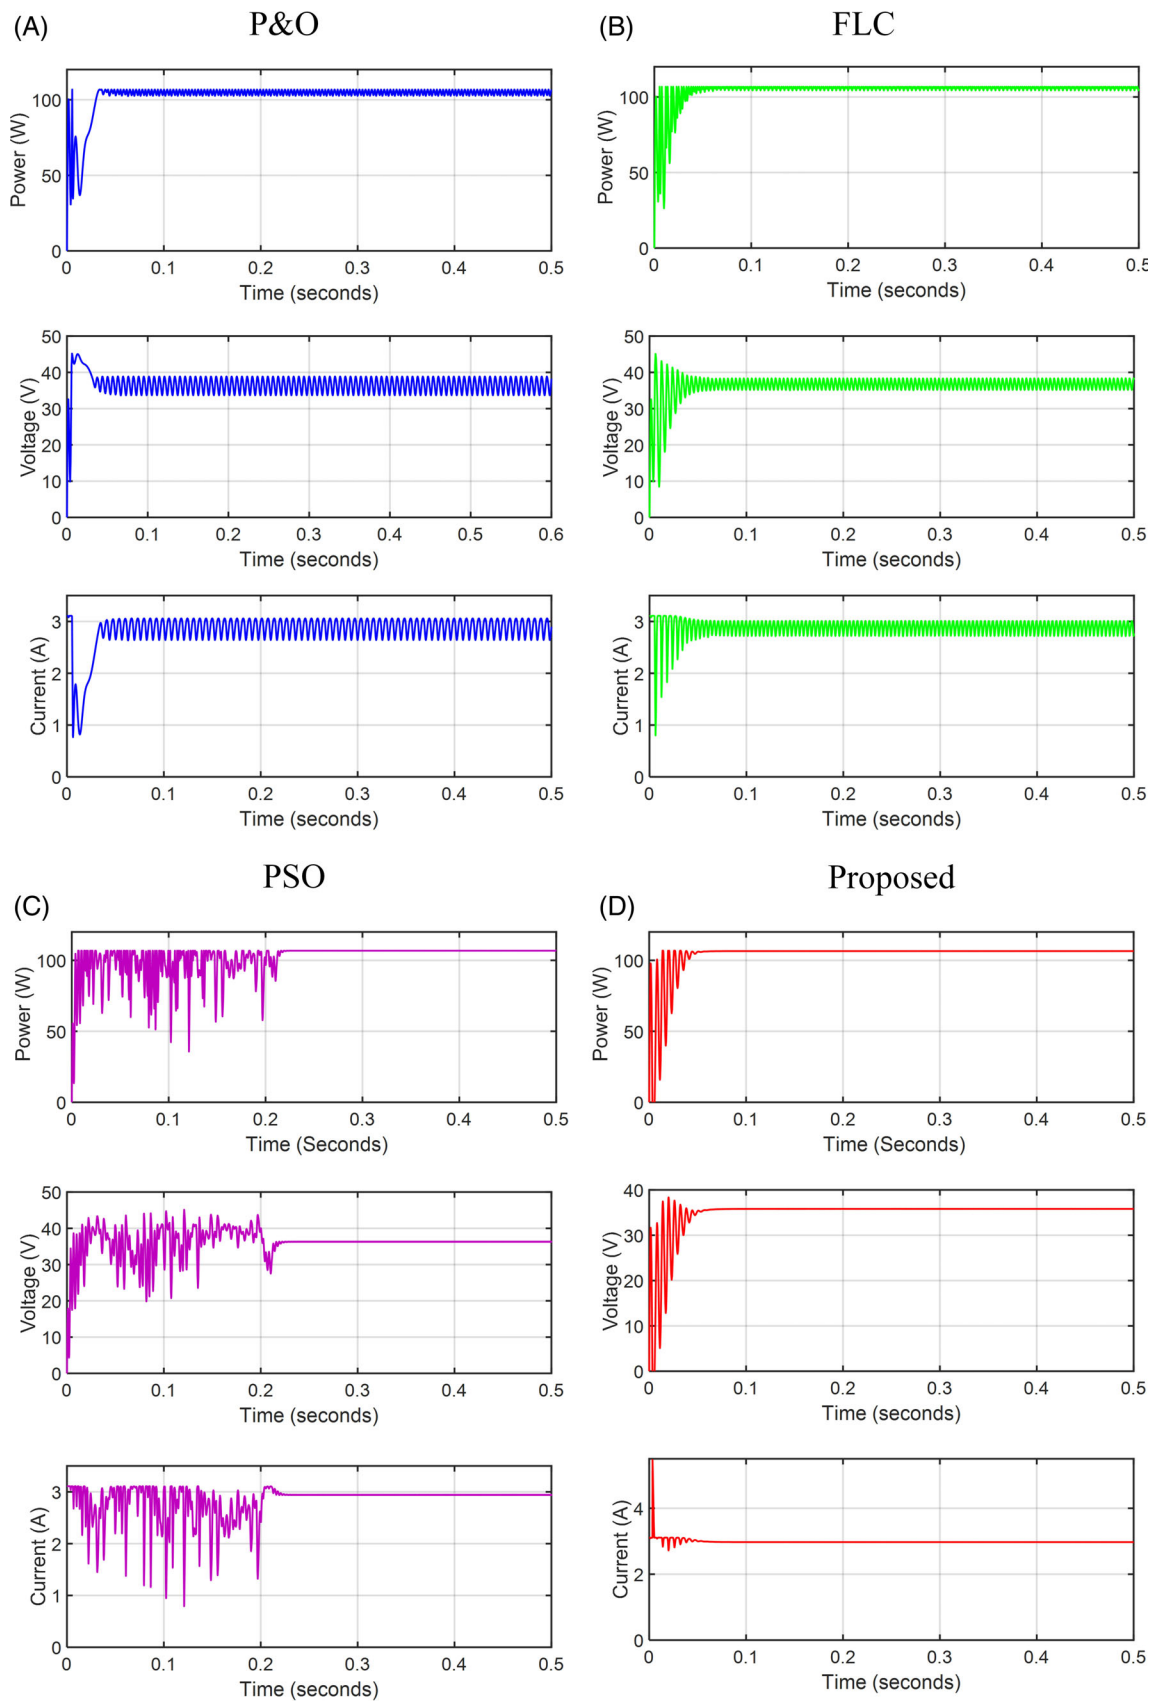 (A) P&O
Power (W)
100
50
0
0 0.1 0.2 0.3 0.4 0.5
Time (seconds)
Voltage (V)
50
40
30
20
10
0
0 0.1 0.2 0.3 0.4 0.5 0.6
Time (seconds)
Current (A)
3
2
1
0
0 0.1 0.2 0.3 0.4 0.5
Time (seconds)
(B) FLC
Power (W)
100
50
0
0 0.1 0.2 0.3 0.4 0.5
Time (seconds)
Voltage (V)
50
40
30
20
10
0
0 0.1 0.2 0.3 0.4 0.5
Time (seconds)
Current (A)
3
2
1
0
0 0.1 0.2 0.3 0.4 0.5
Time (seconds)
(C) PSO
Power (W)
100
50
0
0 0.1 0.2 0.3 0.4 0.5
Time (Seconds)
Voltage (V)
50
40
30
20
10
0
0 0.1 0.2 0.3 0.4 0.5
Time (seconds)
Current (A)
3
2
1
0
0 0.1 0.2 0.3 0.4 0.5
Time (seconds)
(D) Proposed
Power (W)
100
50
0
0 0.1 0.2 0.3 0.4 0.5
Time (Seconds)
Voltage (V)
40
30
20
10
0
0 0.1 0.2 0.3 0.4 0.5
Time (seconds)
Current (A)
4
2
0
0 0.1 0.2 0.3 0.4 0.5
Time (seconds)